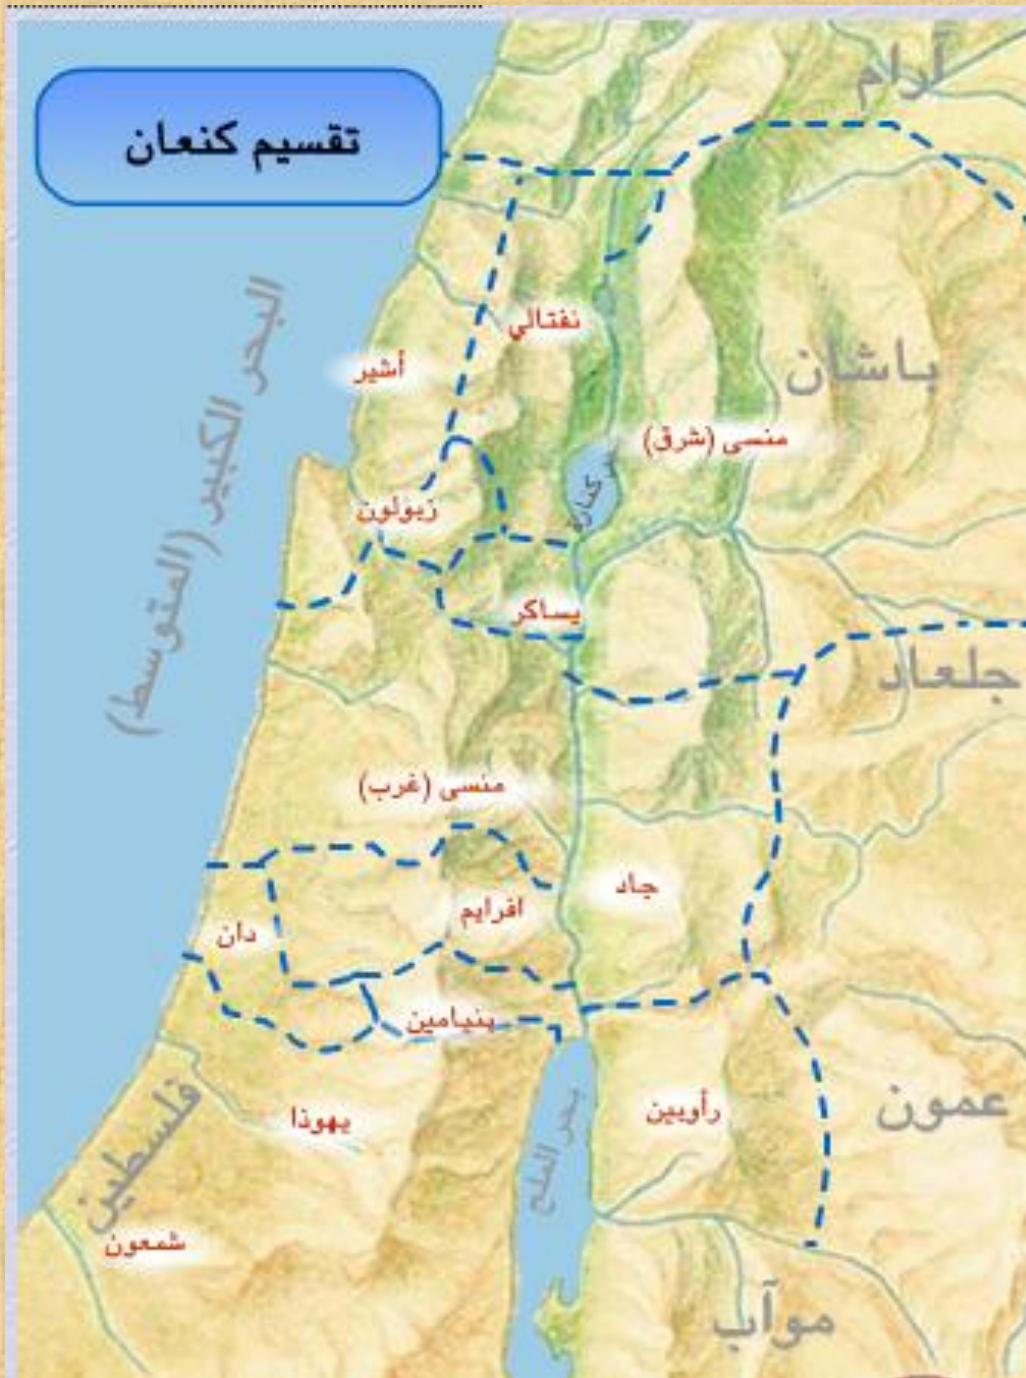 تقسيم كنعان
آرام
البحر الكبير (المتوسط)
نفتالي
أشير
باشان
منسى (شرق)
كنارة
زبولون
يساكر
جلعاد
منسى (غرب)
جاد
افرايم
دان
بنيامين
رأوبين
عمون
يهوذا
فلسطين
بحر الملح
شمعون
موآب